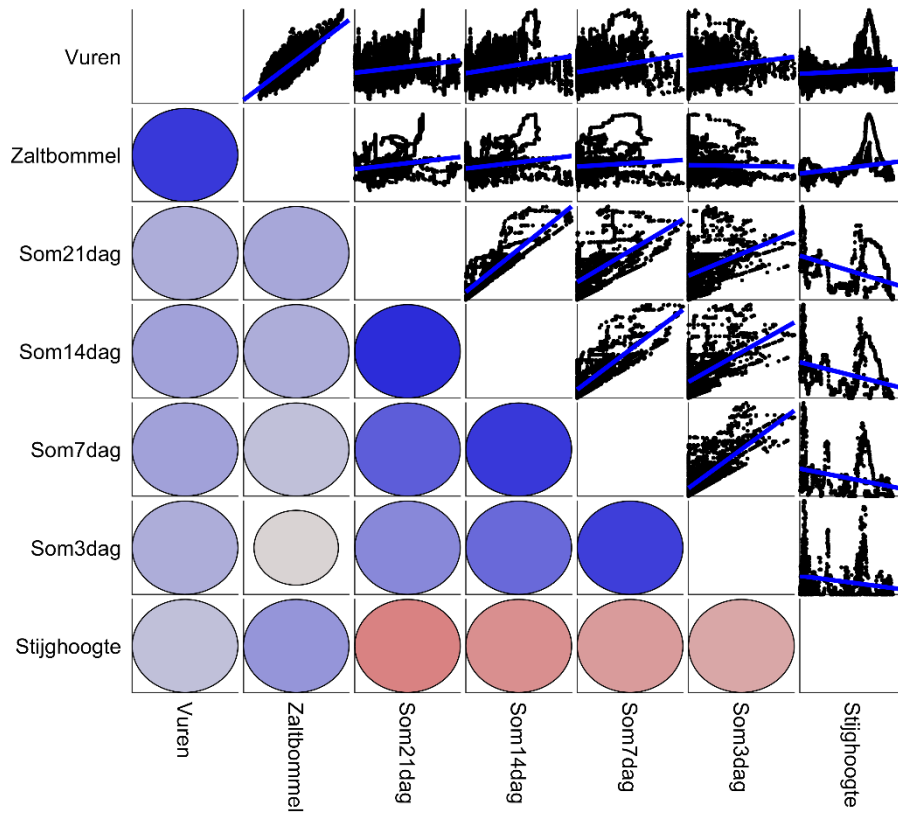 Vuren
Zaltbommel
Som21dag
Som14dag
Som7dag
Som3dag
Stijghoogte
Vuren
Zaltbommel
Som21dag
Som14dag
Som7dag
Som3dag
Stijghoogte